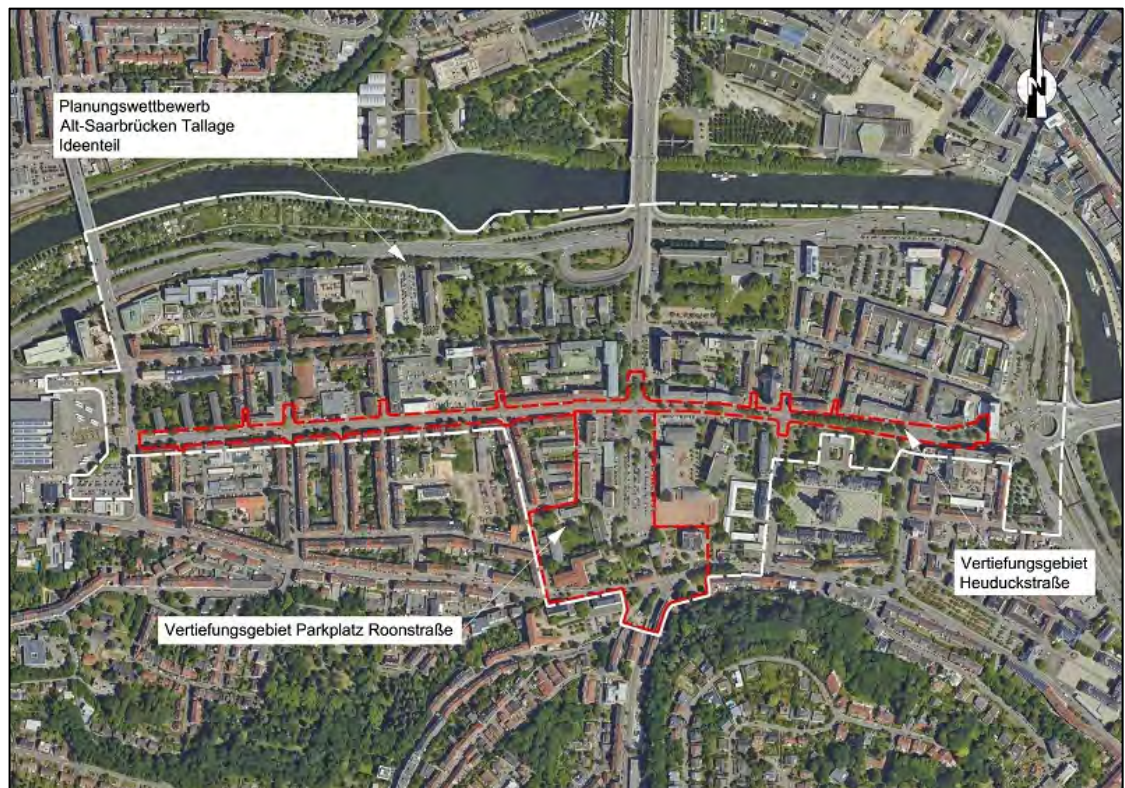 N
Planungswettbewerb
Alt-Saarbrücken Tallage
Ideenteil
Vertiefungsgebiet
Heuduckstraße
Vertiefungsgebiet Parkplatz Roonstraße